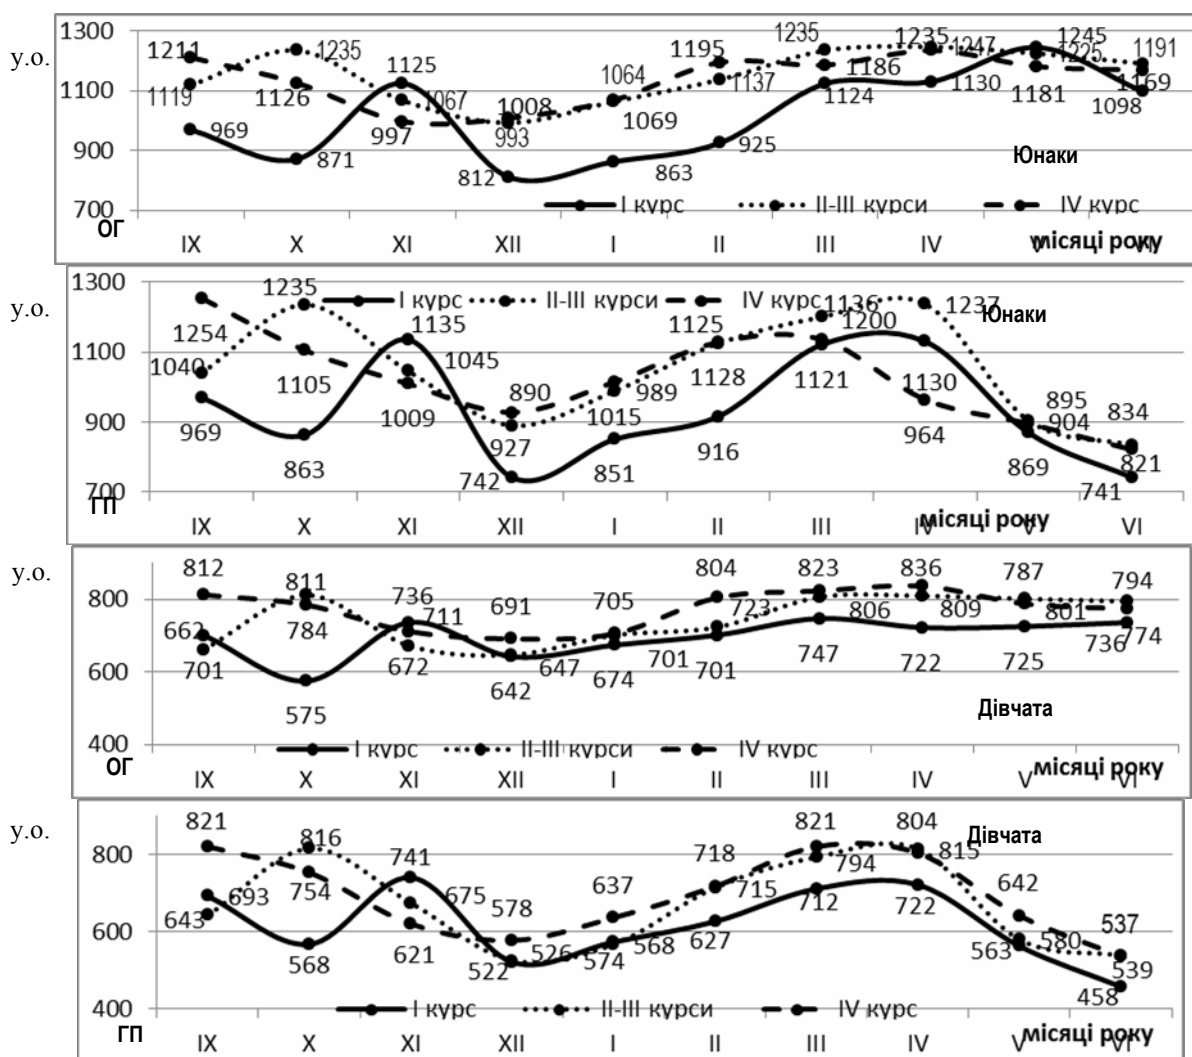 у.о.
1300
1100
900
700
1211 1235 1125 1008 1064 1195 1235 1235 1247 1245 1225 1191
1119 1126 1067 997 993 1069 1137 1186 1124 1130 1181 1169 1098
969 871 812 863 925
Юнаки
I курс II-III курси IV курс
ОГ
IX X XI XII I II III IV V VI
місяці року
у.о.
1300
1100
900
700
I курс II-III курси IV курс
Юнаки
1254 1235 1135 1045 890 1125 1136 1200 1237
1040 1105 1009 927 1015 989 1128 1121 1130 895 904 834
969 863 742 851 916 964 869 821 741
ГП
IX X XI XII I II III IV V VI
місяці року
у.о.
800
600
400
812 811 736 711 691 705 804 823 836 787 794
662 784 672 647 701 723 806 809 801 774
701 575 642 674 701 747 722 725 736
Дівчата
I курс II-III курси IV курс
ОГ
IX X XI XII I II III IV V VI
місяці року
у.о.
800
600
400
821 816 741 675 578 637 718 821 804 815 642
Дівчата
643 693 754 621 526 568 715 794 580 537 539
568 522 574 627 712 722 563 458
I курс II-III курси IV курс
ГП
IX X XI XII I II III IV V VI
місяці року